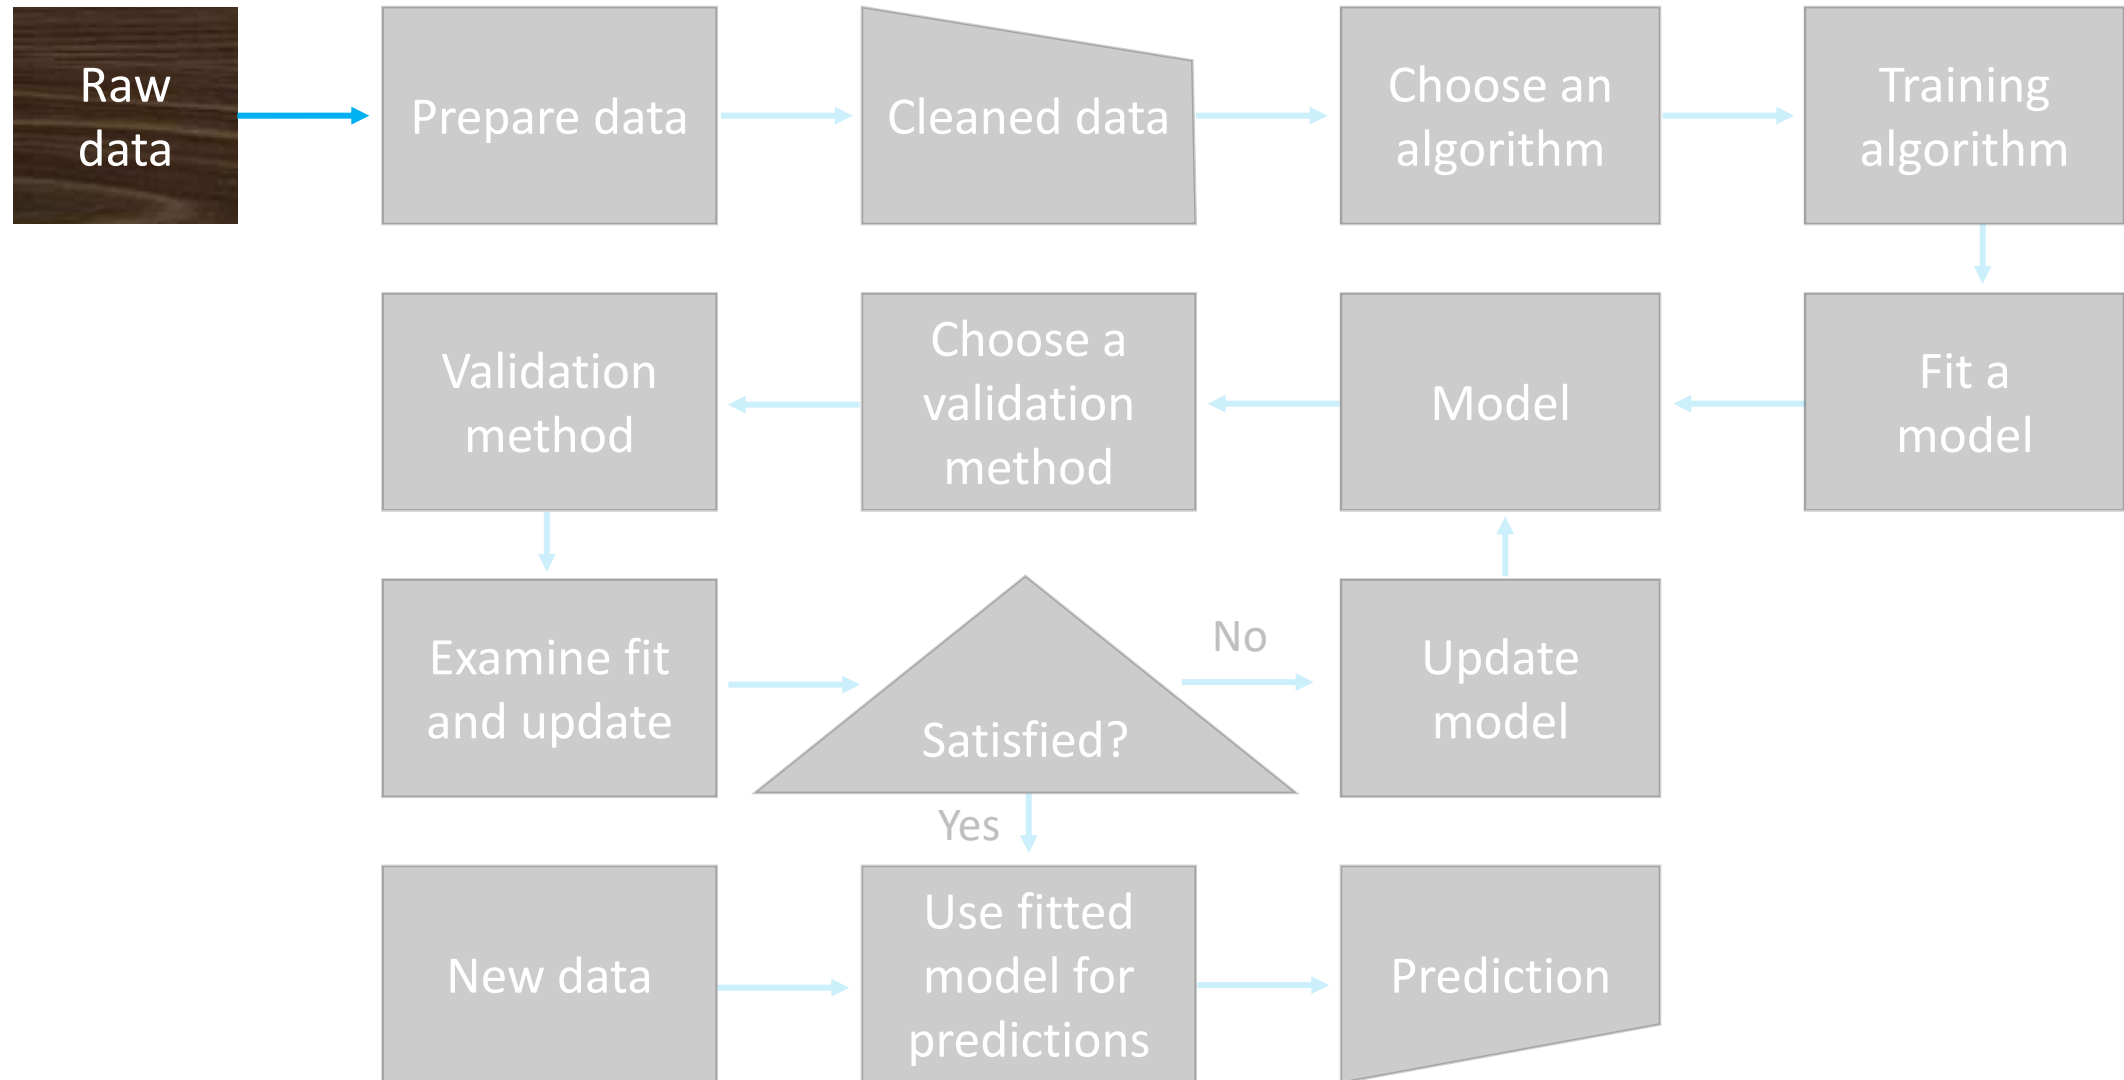 Raw
data
Prepare data
Cleaned data
Choose an
algorithm
Training
algorithm
Validation
method
Choose a
validation
method
Model
Fit a
model
Examine fit
and update
Satisfied?
No
Update
model
Yes
New data
Use fitted
model for
predictions
Prediction